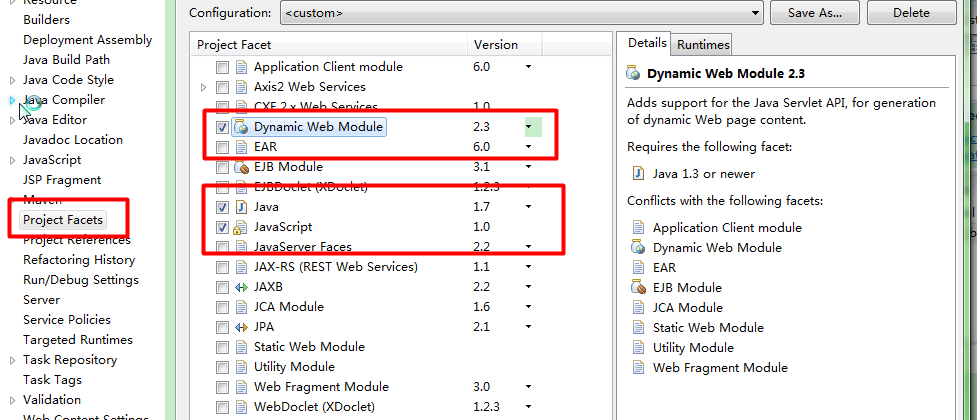 Resource
Builders
Deployment Assembly
Java Build Path
Java Code Style
Java Compiler
Java Editor
Javadoc Location
JavaScript
JSP Fragment
Maven
Project Facets
Project References
Refactoring History
Run/Debug Settings
Server
Service Policies
Targeted Runtimes
Task Repository
Task Tags
Validation
Web Content Settings
Configuration: <custom> Save As... Delete
Project Facet Version
Application Client module 6.0
Axis2 Web Services
CXF 2.x Web Services 1.0
Dynamic Web Module 2.3
EAR 6.0
EJB Module 3.1
EJBDoclet (XDoclet) 1.2.3
Java 1.7
JavaScript 1.0
JavaServer Faces 2.2
JAX-RS (REST Web Services) 1.1
JAXB 2.2
JCA Module 1.6
JPA 2.1
Static Web Module
Utility Module
Web Fragment Module 3.0
WebDoclet (XDoclet) 1.2.3
Details Runtimes
Dynamic Web Module 2.3
Adds support for the Java Servlet API, for generation
of dynamic Web page content.
Requires the following facet:
Java 1.3 or newer
Conflicts with the following facets:
Application Client module
Dynamic Web Module
EAR
EJB Module
JCA Module
Static Web Module
Utility Module
Web Fragment Module